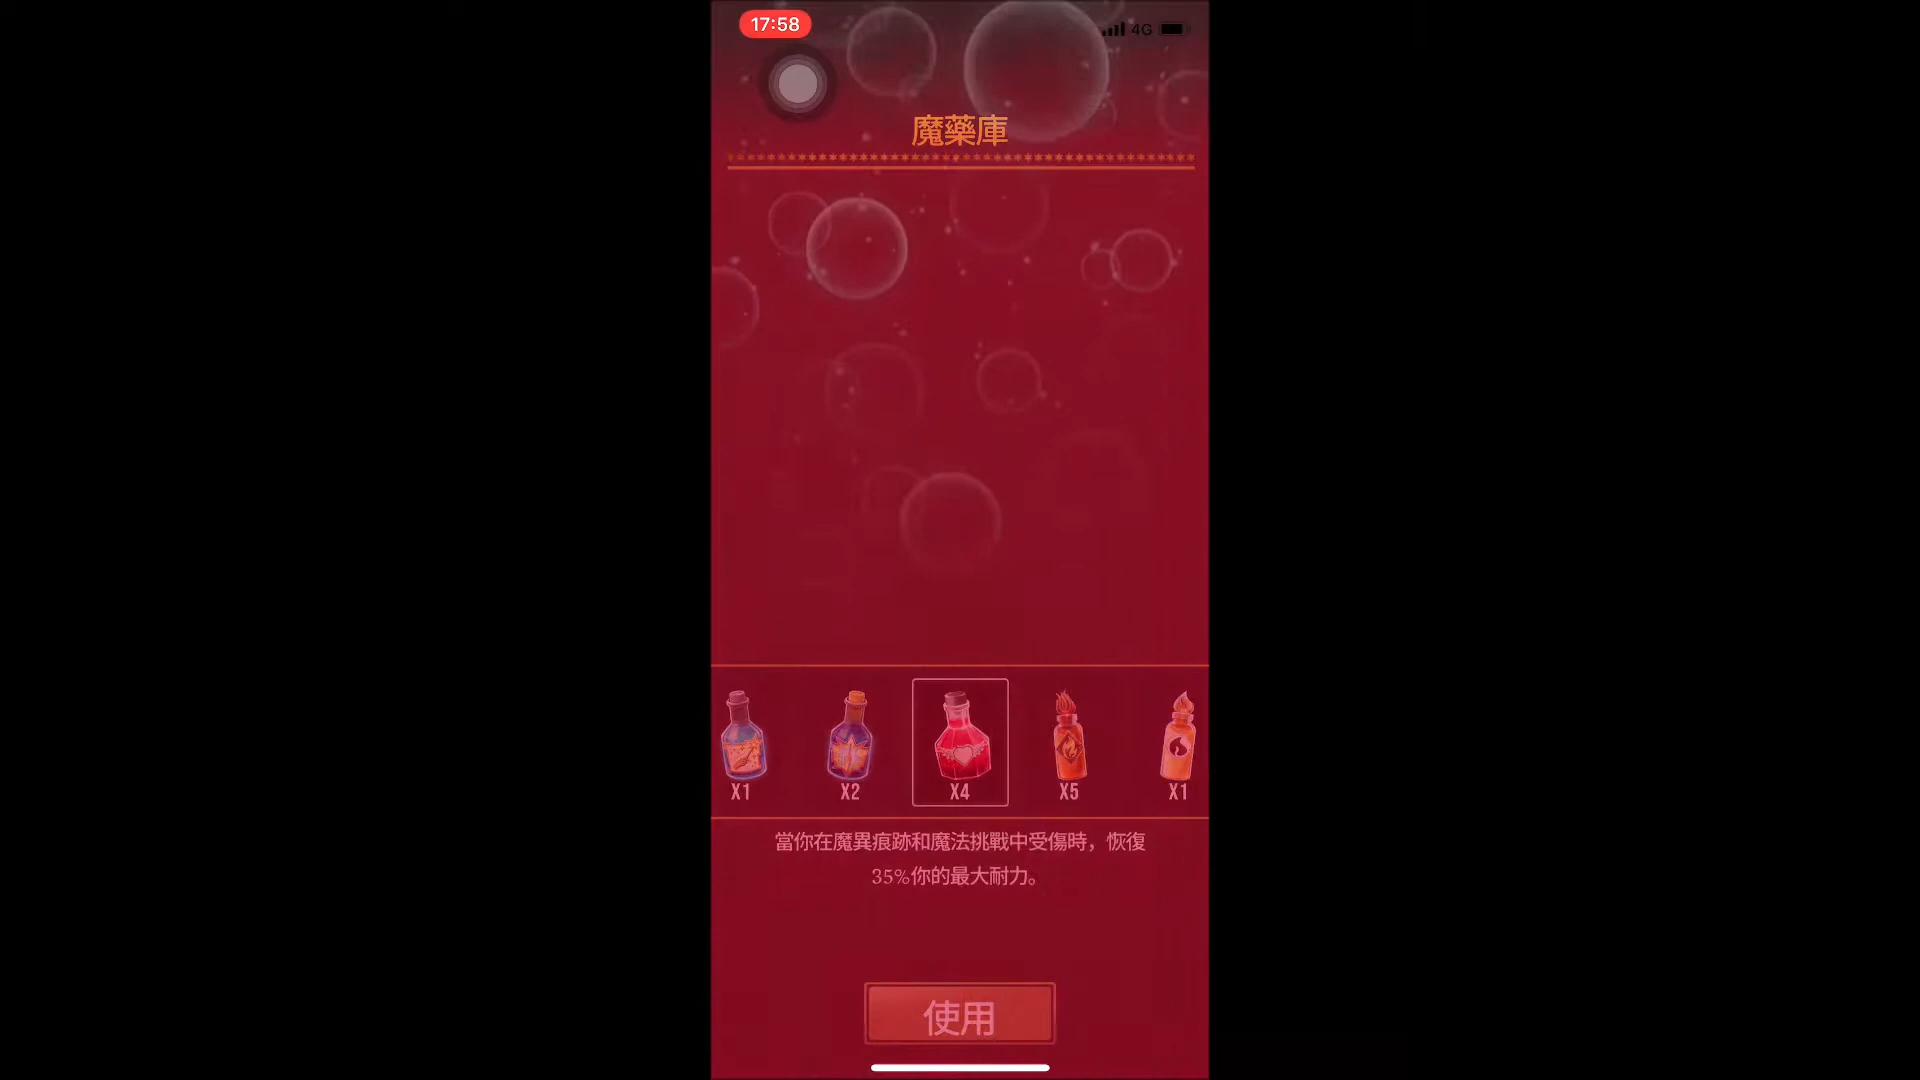 17:58
4G
魔藥庫
X1 X2 X4 X5 X1
當你在魔異痕跡和魔法挑戰中受傷時，恢復
35%你的最大耐力。
使用